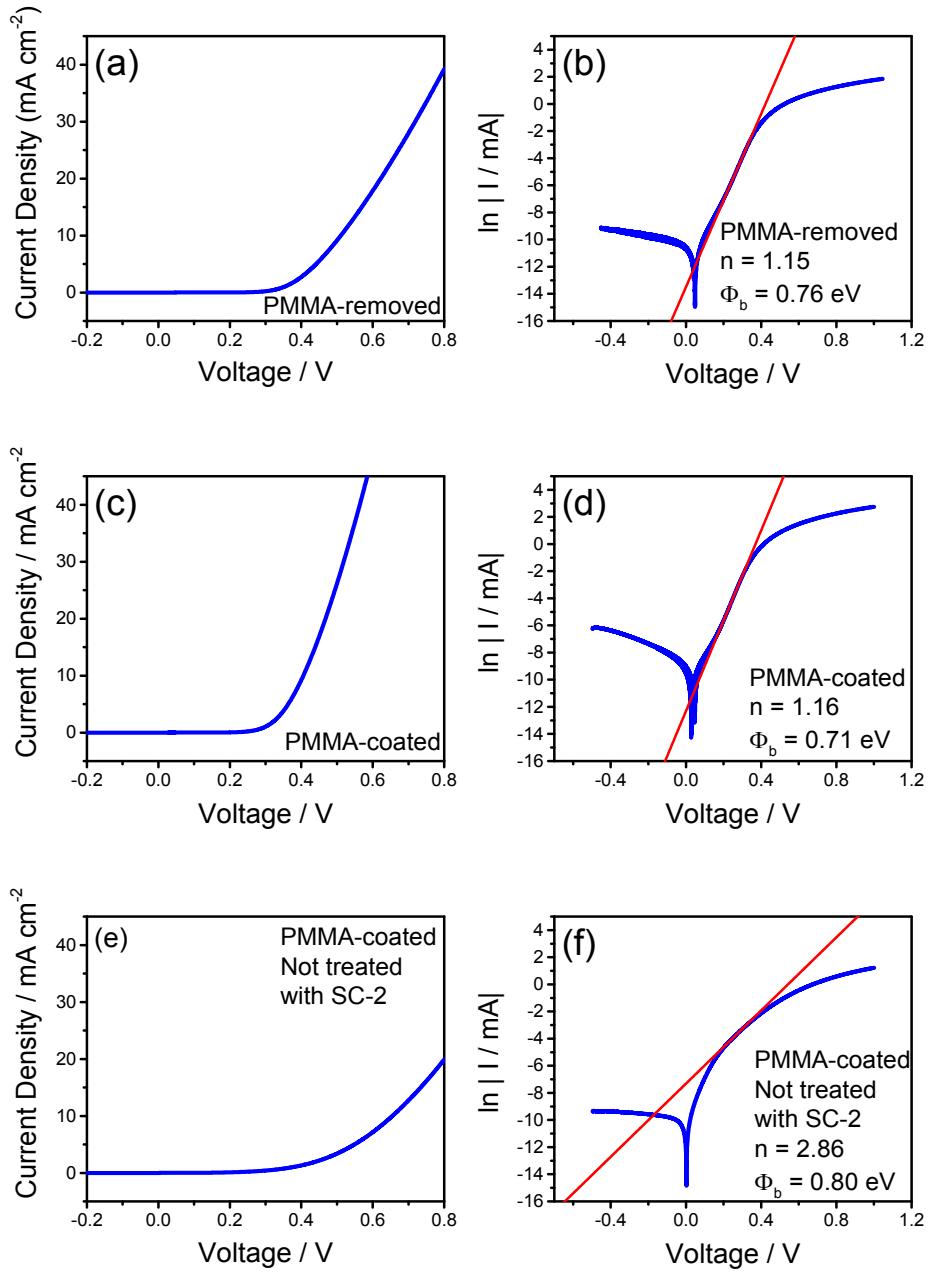 (a)
Current Density (mA cm⁻²)
40
30
20
10
0
PMMA-removed
-0.2 0.0 0.2 0.4 0.6 0.8
Voltage / V
(b)
ln | I / mA|
4
2
0
-2
-4
-6
-8
-10
-12
-14
-16
PMMA-removed
n = 1.15
Φb = 0.76 eV
-0.4 0.0 0.4 0.8 1.2
Voltage / V
(c)
Current Density / mA cm⁻²
40
30
20
10
0
PMMA-coated
-0.2 0.0 0.2 0.4 0.6 0.8
Voltage / V
(d)
ln | I / mA|
4
2
0
-2
-4
-6
-8
-10
-12
-14
-16
PMMA-coated
n = 1.16
Φb = 0.71 eV
-0.4 0.0 0.4 0.8 1.2
Voltage / V
(e)
Current Density / mA cm⁻²
PMMA-coated
Not treated
with SC-2
40
30
20
10
0
-0.2 0.0 0.2 0.4 0.6 0.8
Voltage / V
(f)
ln | I / mA|
4
2
0
-2
-4
-6
-8
-10
-12
-14
-16
PMMA-coated
Not treated
with SC-2
n = 2.86
Φb = 0.80 eV
-0.4 0.0 0.4 0.8 1.2
Voltage / V